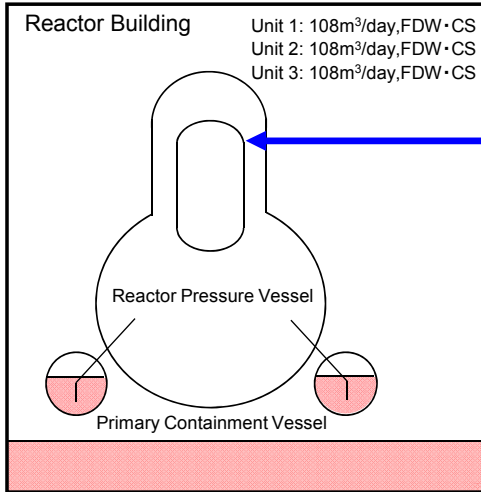 Reactor Building
Unit 1: 108m³/day,FDW・CS
Unit 2: 108m³/day,FDW・CS
Unit 3: 108m³/day,FDW・CS
Reactor Pressure Vessel
Primary Containment Vessel